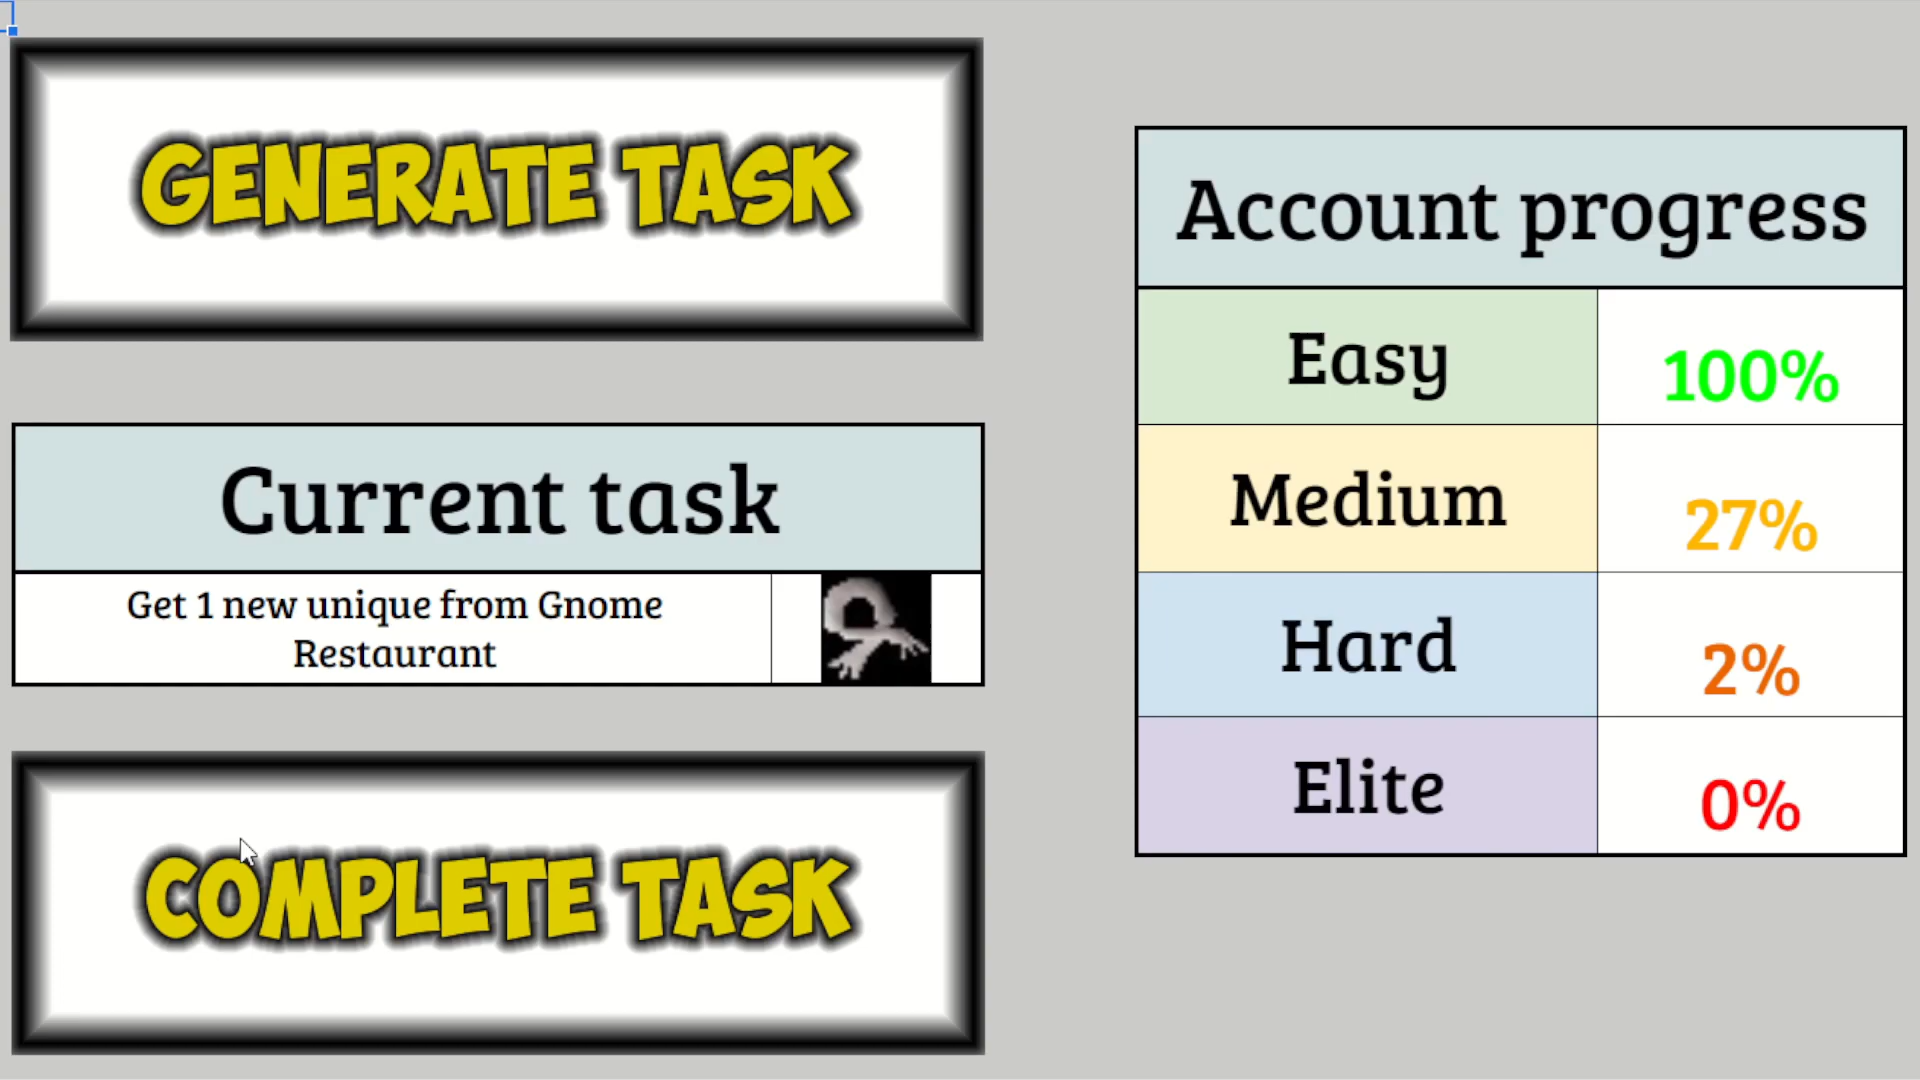 GENERATE TASK
Current task
Get 1 new unique from Gnome
Restaurant
COMPLETE TASK
Account progress
Easy 100%
Medium 27%
Hard 2%
Elite 0%